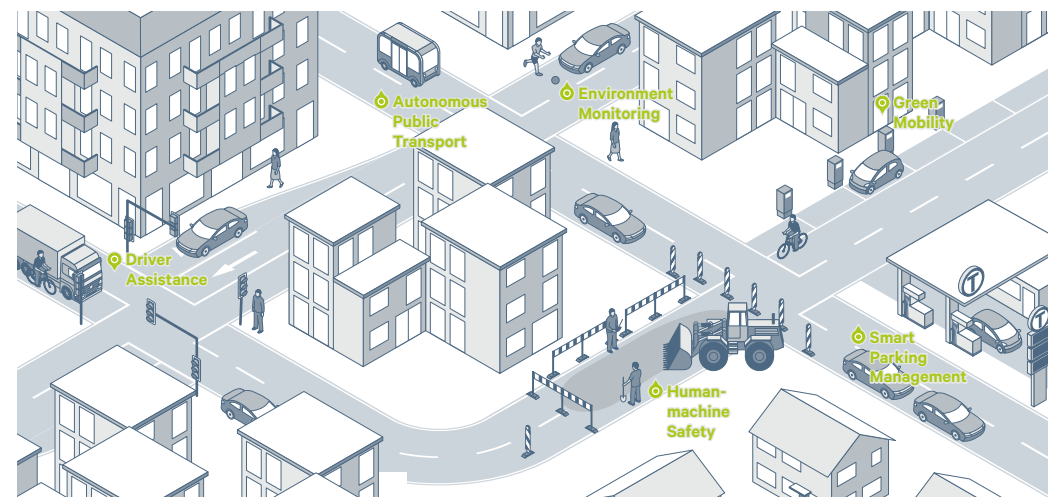 Autonomous
Public
Transport
Environment
Monitoring
Green
Mobility
Driver
Assistance
Smart
Parking
Management
Human-
machine
Safety
T
T